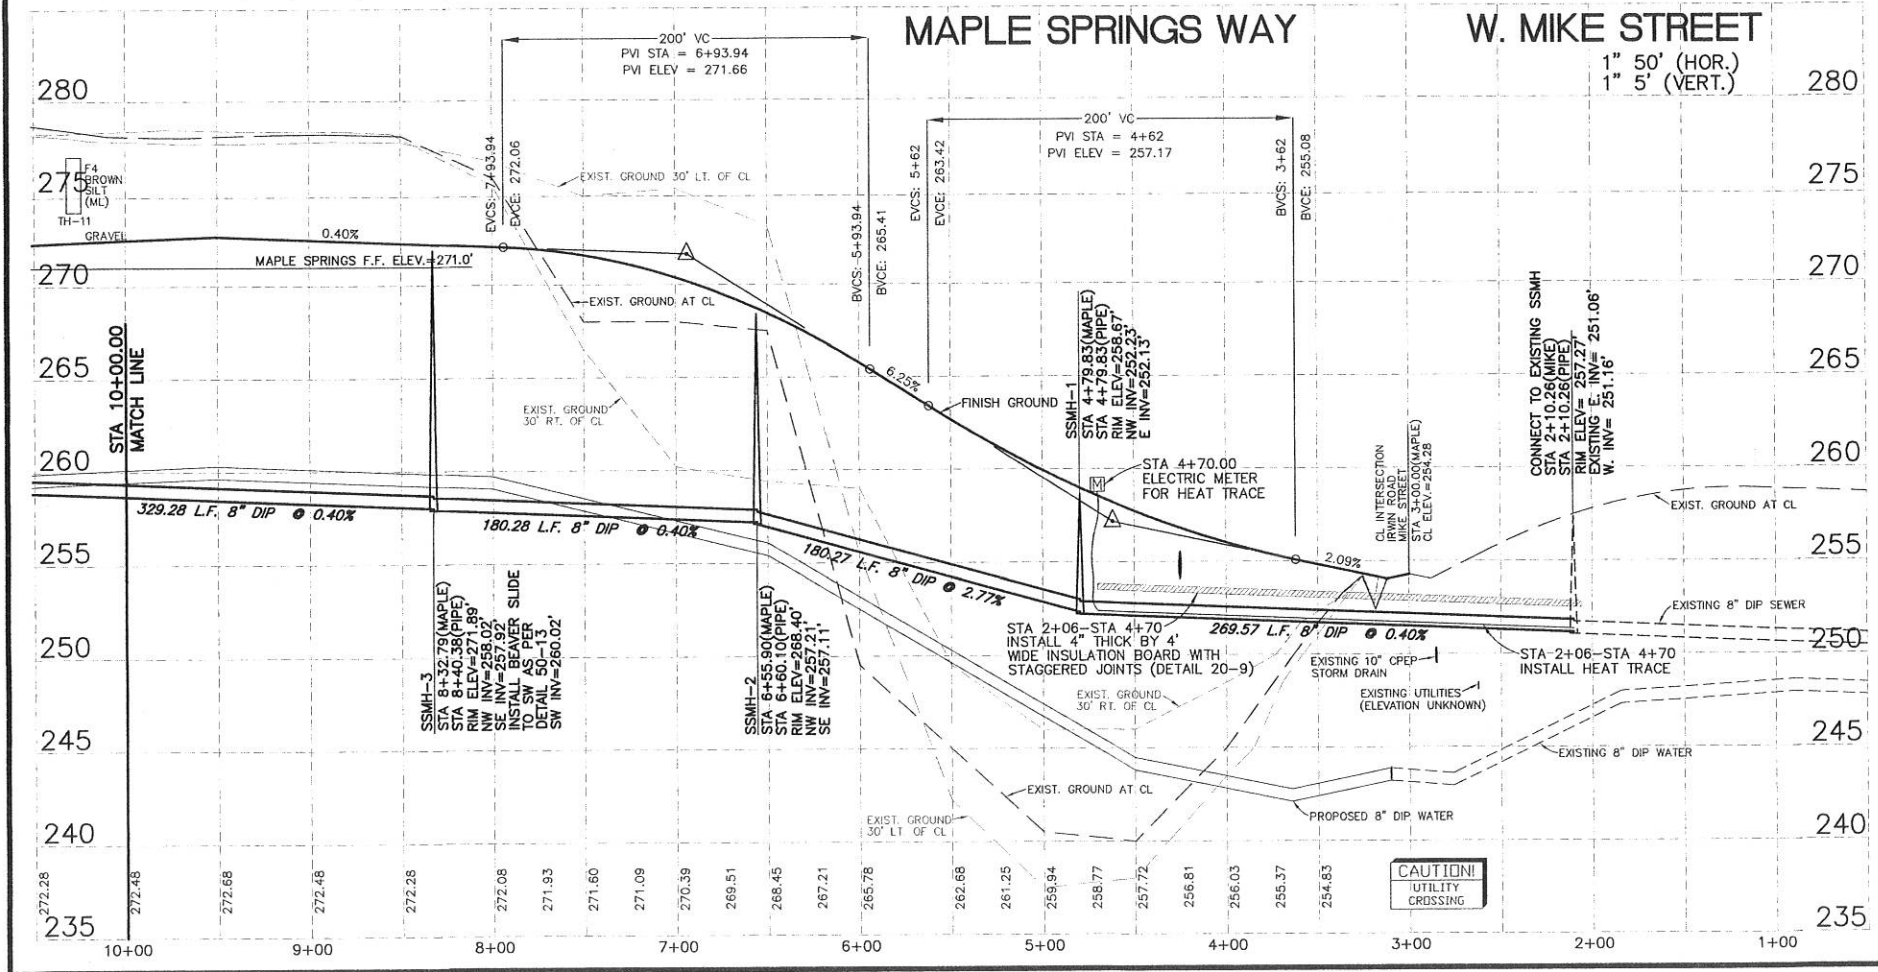 MAPLE SPRINGS WAY
W. MIKE STREET
1" 50' (HOR.)
1" 5' (VERT.)
200' VC
PVI STA = 6+93.94
PVI ELEV = 271.66
200' VC
PVI STA = 4+62
PVI ELEV = 257.17
280
275
270
265
260
255
250
245
240
235
280
275
270
265
260
255
250
245
240
235
F4
BROWN
SILT
(ML)
TH-11
GRAVEL
0.40%
MAPLE SPRINGS F.F. ELEV.=271.0'
EVCS: 7+93.94
EVCE: 272.06
EXIST. GROUND 30' LT. OF CL
BVCS: 5+93.94
BVCE: 265.41
EVCS: 5+62
EVCE: 263.42
BVCS: 3+62
BVCE: 255.08
EXIST. GROUND AT CL
EXIST. GROUND
30' RT. OF CL
6.25%
FINISH GROUND
STA 10+00.00
MATCH LINE
SSMH-1
STA 4+79.83(MAPLE)
STA 4+79.83(PIPE)
RIM ELEV=258.67'
NW INV=252.23'
E INV=252.13'
STA 4+70.00
ELECTRIC METER
FOR HEAT TRACE
M
2.09%
CL INTERSECTION
IRWIN ROAD
MIKE STREET
STA 3+00.00(MAPLE)
CL ELEV.=254.28
CONNECT TO EXISTING SSMH
STA 2+10.26(MIKE)
STA 2+10.26(PIPE)
RIM ELEV= 257.27'
EXISTING E. INV= 251.06'
W. INV= 251.16'
EXIST. GROUND AT CL
329.28 L.F. 8" DIP @ 0.40%
180.28 L.F. 8" DIP @ 0.40%
180.27 L.F. 8" DIP @ 2.77%
269.57 L.F. 8" DIP @ 0.40%
SSMH-3
STA 8+32.79(MAPLE)
STA 8+40.38(PIPE)
RIM ELEV=271.89'
NW INV=258.02'
SE INV=257.92'
INSTALL BEAVER SLIDE
TO SW AS PER
DETAIL 50-13
SW INV=260.02'
SSMH-2
STA 6+55.90(MAPLE)
STA 6+60.10(PIPE)
RIM ELEV=268.40'
NW INV=257.21'
SE INV=257.11'
STA 2+06-STA 4+70
INSTALL 4" THICK BY 4'
WIDE INSULATION BOARD WITH
STAGGERED JOINTS (DETAIL 20-9)
EXISTING 8" DIP SEWER
STA 2+06-STA 4+70
INSTALL HEAT TRACE
EXISTING 10" CPEP
STORM DRAIN
EXISTING UTILITIES
(ELEVATION UNKNOWN)
EXIST. GROUND
30' RT. OF CL
EXISTING 8" DIP WATER
EXIST. GROUND AT CL
EXIST. GROUND
30' LT OF CL
PROPOSED 8" DIP WATER
CAUTION!
UTILITY
CROSSING
272.28
272.48
272.68
272.48
272.28
272.08
271.93
271.60
271.09
270.39
269.51
268.45
267.21
265.78
262.68
261.25
259.94
258.77
257.72
256.81
256.03
255.37
254.83
10+00
9+00
8+00
7+00
6+00
5+00
4+00
3+00
2+00
1+00